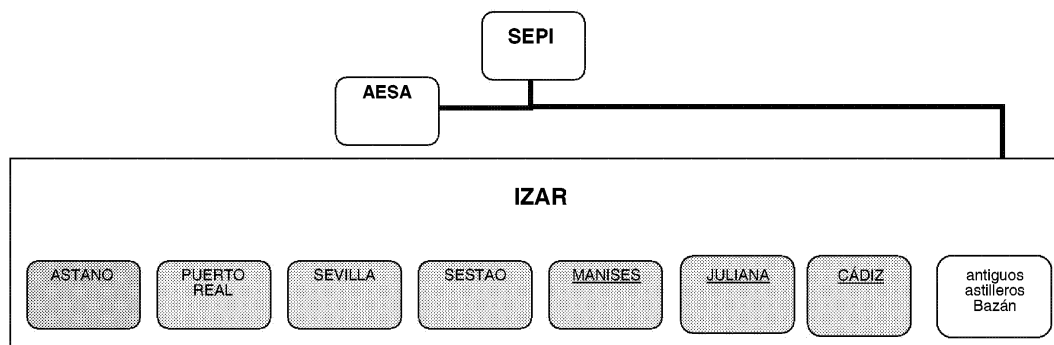 SEPI
AESA
IZAR
ASTANO
PUERTO
REAL
SEVILLA
SESTAO
MANISES
JULIANA
CÁDIZ
antiguos
astilleros
Bazán